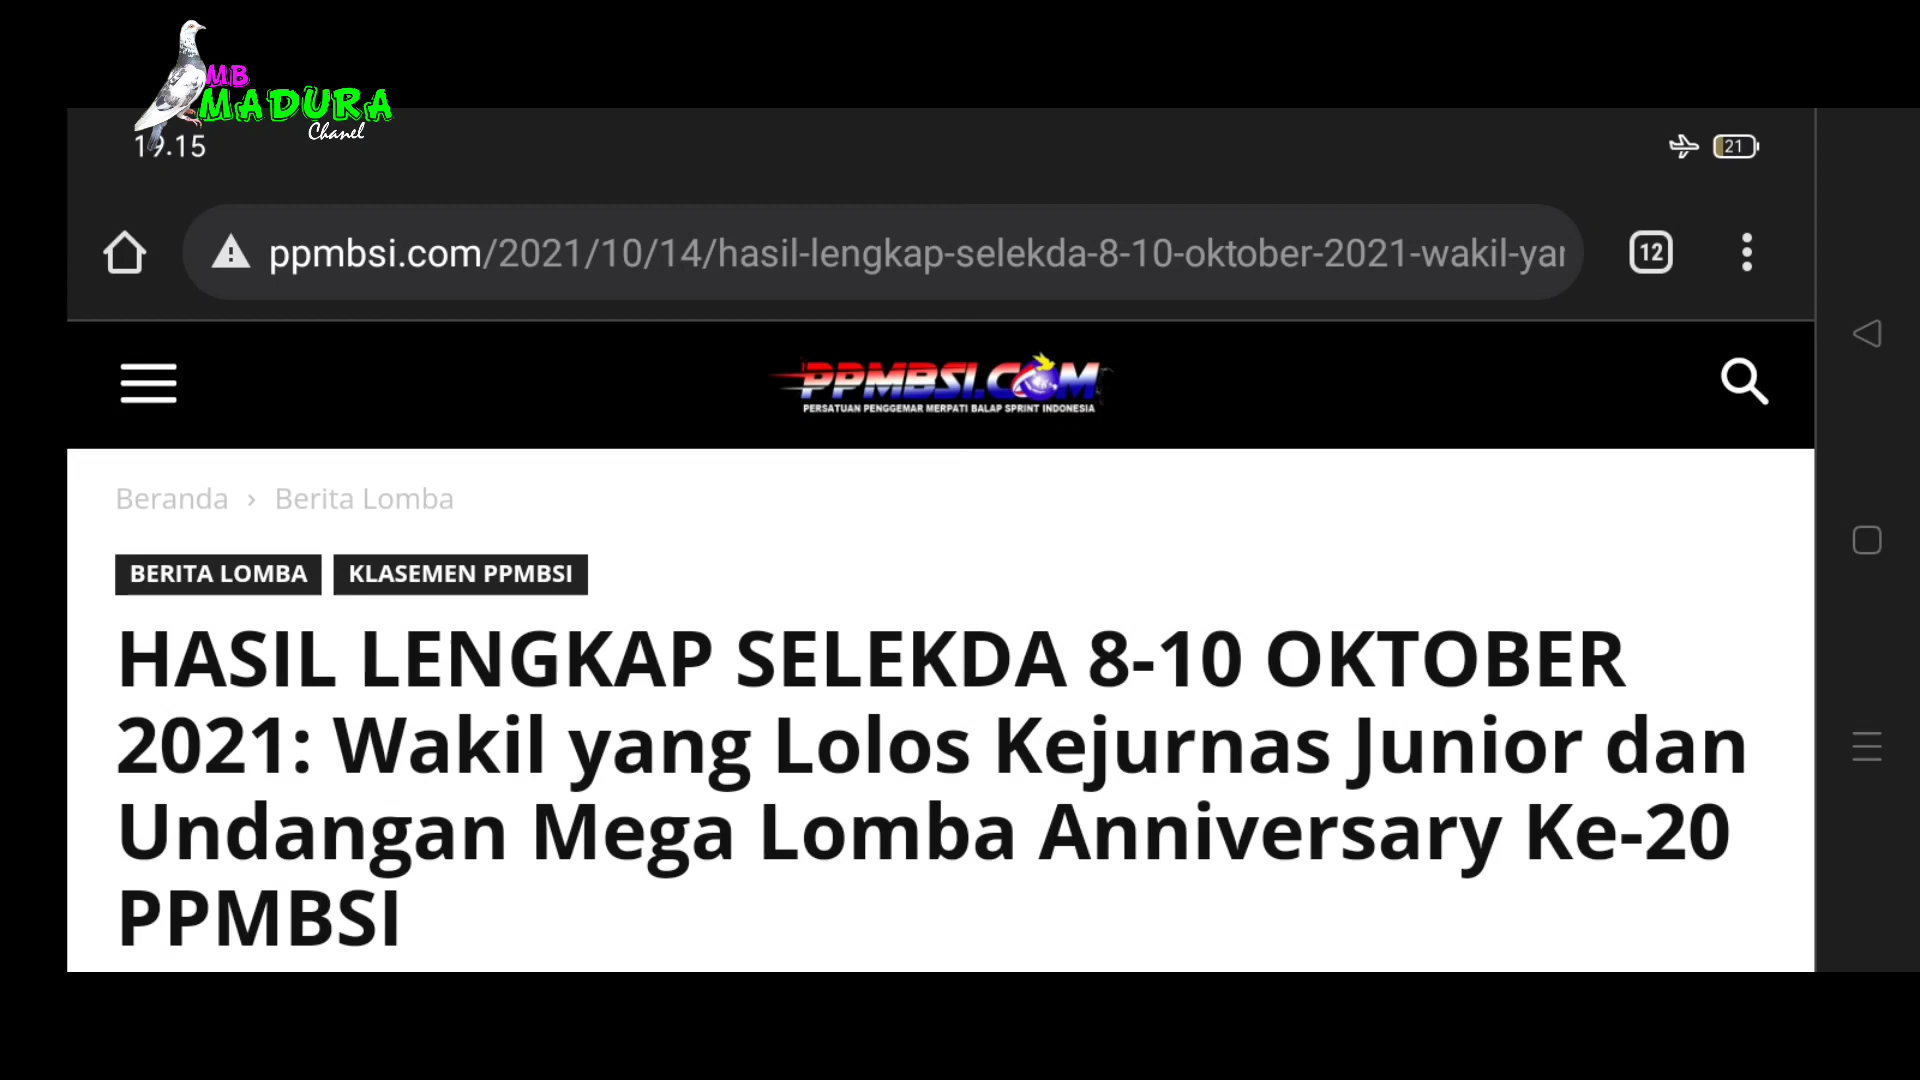 MB
MADURA
Chanel
19.15
21
ppmbsi.com/2021/10/14/hasil-lengkap-selekda-8-10-oktober-2021-wakil-yan
12
PPMBSI.COM
PERSATUAN PENGGEMAR MERPATI BALAP SPRINT INDONESIA
Beranda › Berita Lomba
BERITA LOMBA KLASEMEN PPMBSI
HASIL LENGKAP SELEKDA 8-10 OKTOBER
2021: Wakil yang Lolos Kejurnas Junior dan
Undangan Mega Lomba Anniversary Ke-20
PPMBSI